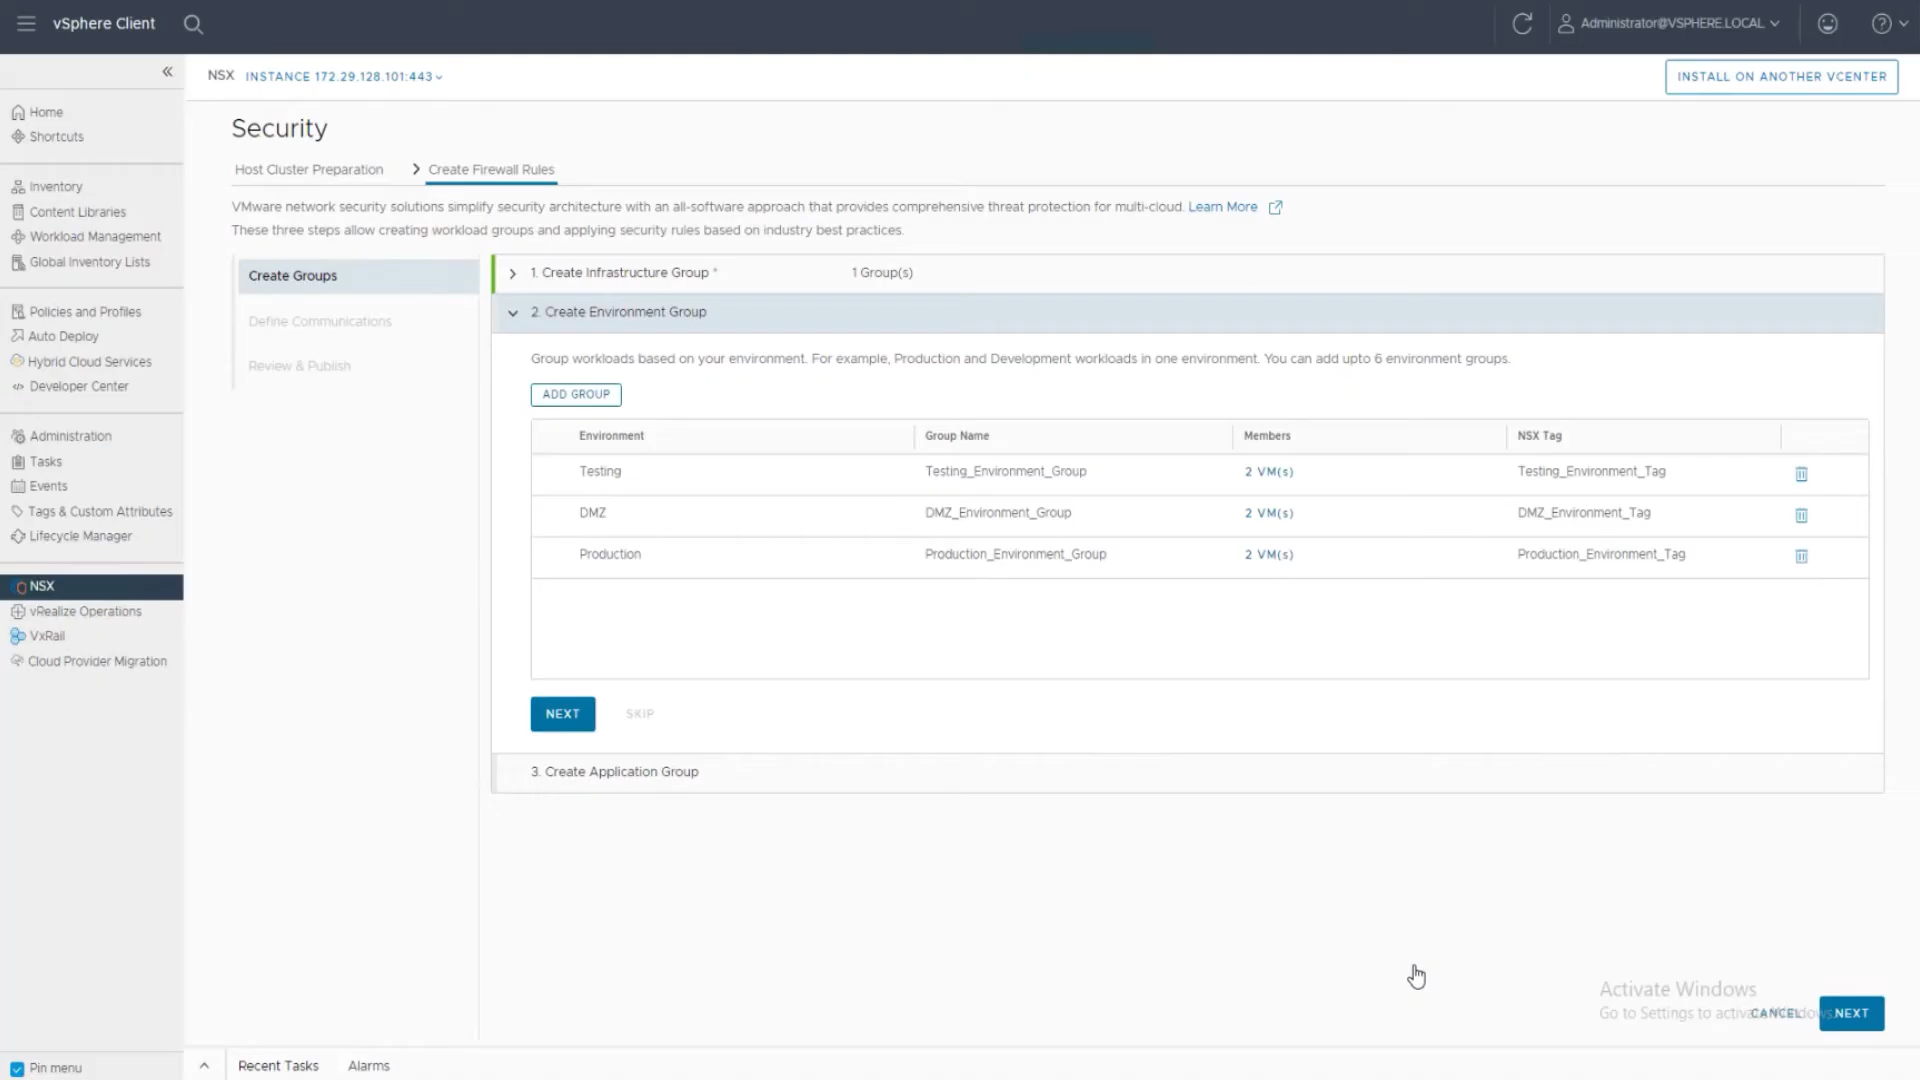 vSphere Client
Administrator@VSPHERE.LOCAL
NSX INSTANCE 172.29.128.101:443
INSTALL ON ANOTHER VCENTER
Home
Shortcuts
Inventory
Content Libraries
Workload Management
Global Inventory Lists
Policies and Profiles
Auto Deploy
Hybrid Cloud Services
Developer Center
Administration
Tasks
Events
Tags & Custom Attributes
Lifecycle Manager
NSX
vRealize Operations
VxRail
Cloud Provider Migration
Pin menu
Security
Host Cluster Preparation > Create Firewall Rules
VMware network security solutions simplify security architecture with an all-software approach that provides comprehensive threat protection for multi-cloud. Learn More
These three steps allow creating workload groups and applying security rules based on industry best practices.
Create Groups
Define Communications
Review & Publish
1. Create Infrastructure Group * 1 Group(s)
2. Create Environment Group
Group workloads based on your environment. For example, Production and Development workloads in one environment. You can add upto 6 environment groups.
ADD GROUP
Environment Group Name Members NSX Tag
Testing Testing_Environment_Group 2 VM(s) Testing_Environment_Tag
DMZ DMZ_Environment_Group 2 VM(s) DMZ_Environment_Tag
Production Production_Environment_Group 2 VM(s) Production_Environment_Tag
NEXT SKIP
3. Create Application Group
Activate Windows
Go to Settings to activate Windows.
CANCEL NEXT
Recent Tasks Alarms